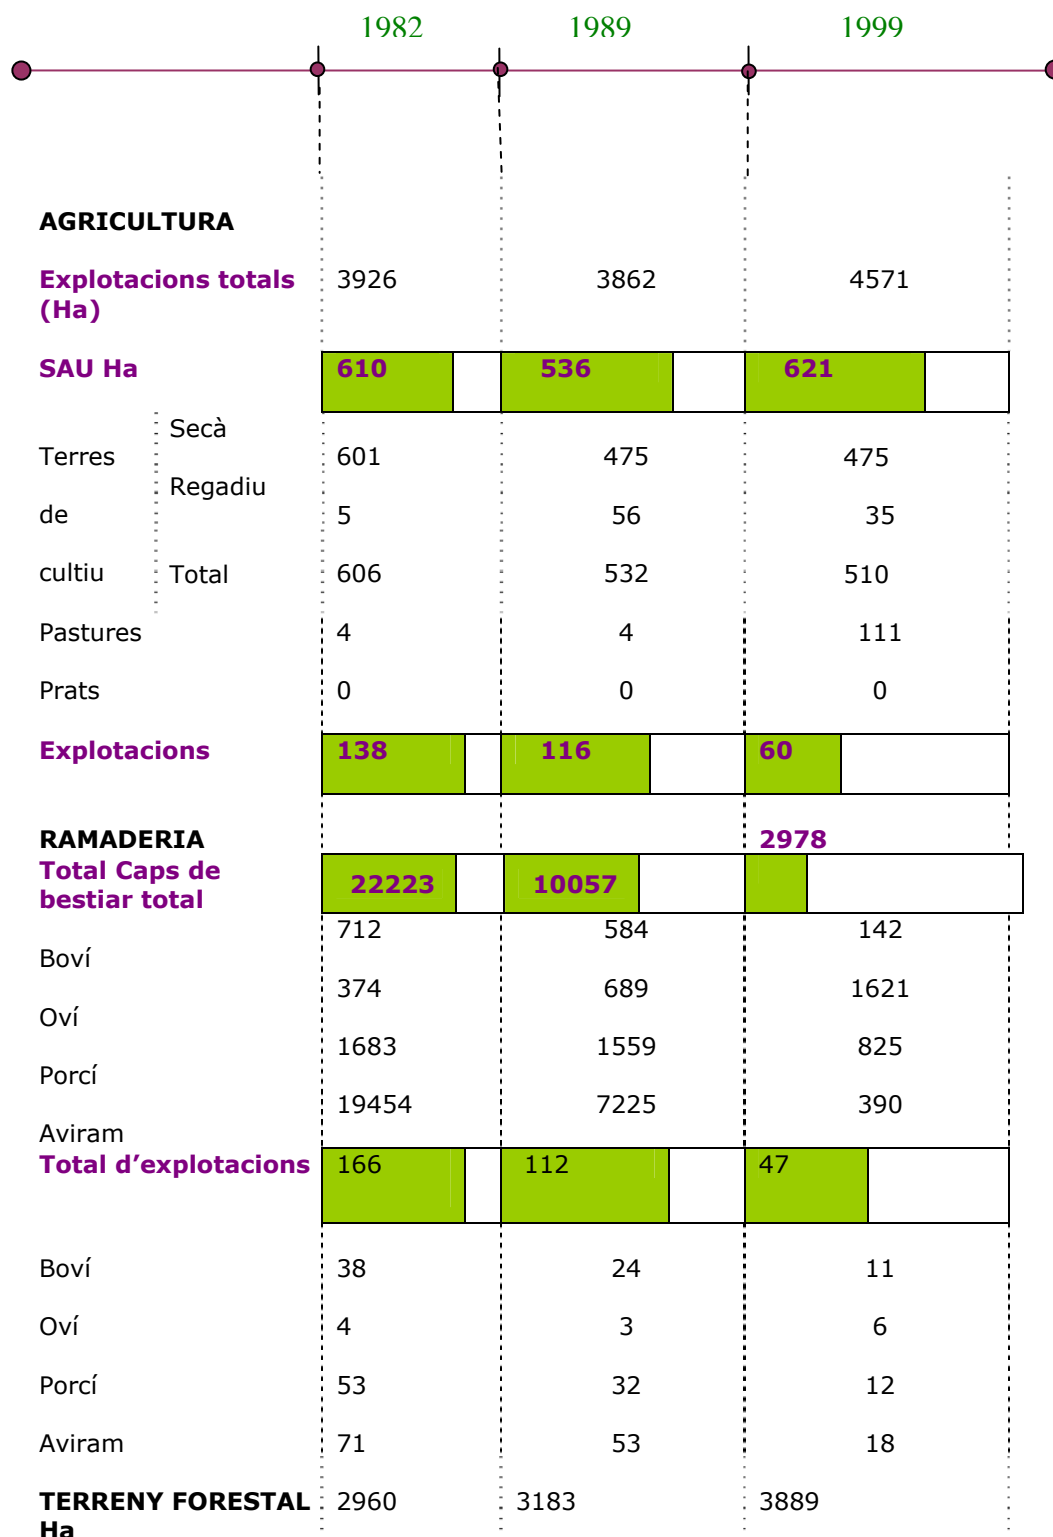 1982 1989 1999
AGRICULTURA
Explotacions totals 3926 3862 4571
(Ha)
SAU Ha 610 536 621
Secà
Terres 601 475 475
Regadiu
de 5 56 35
cultiu Total 606 532 510
Pastures 4 4 111
Prats 0 0 0
Explotacions 138 116 60
RAMADERIA 2978
Total Caps de
bestiar total 22223 10057
712 584 142
Boví
374 689 1621
Oví
1683 1559 825
Porcí
19454 7225 390
Aviram
Total d'explotacions 166 112 47
Boví 38 24 11
Oví 4 3 6
Porcí 53 32 12
Aviram 71 53 18
TERRENY FORESTAL 2960 3183 3889
Ha